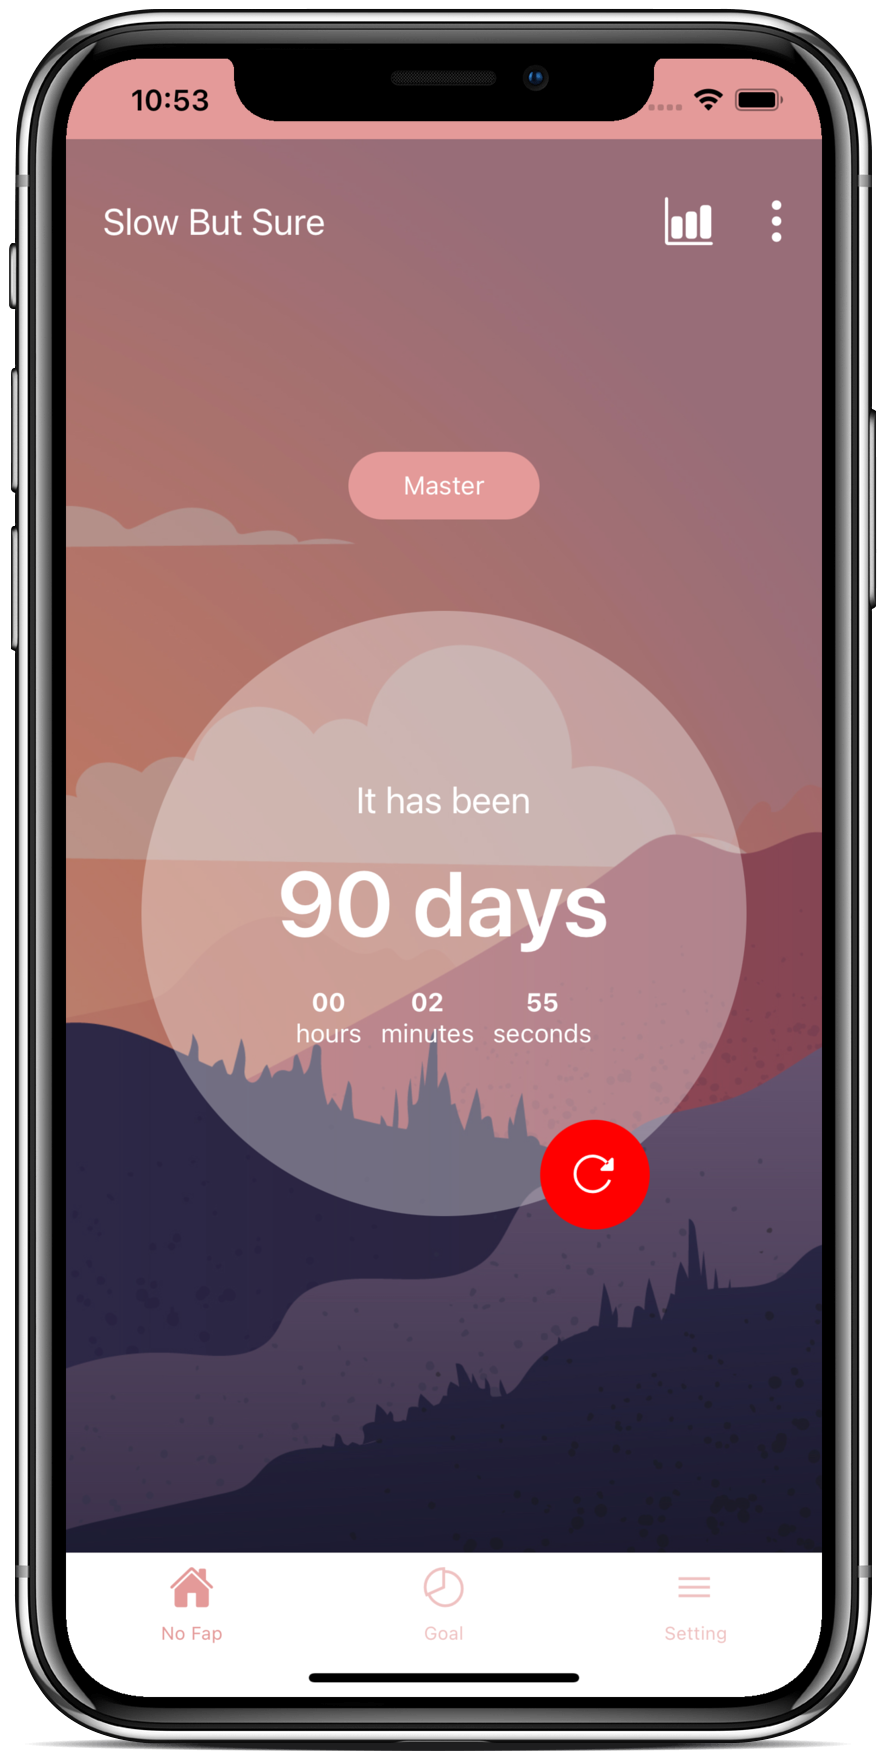 10:53
Slow But Sure
Master
It has been
90 days
00 02 55
hours minutes seconds
No Fap Goal Setting